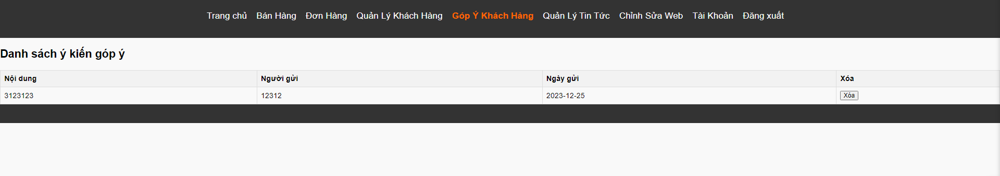 Trang chủ Bán Hàng Đơn Hàng Quản Lý Khách Hàng Góp Ý Khách Hàng Quản Lý Tin Tức Chỉnh Sửa Web Tài Khoản Đăng xuất
Danh sách ý kiến góp ý
Nội dung Người gửi Ngày gửi Xóa
3123123 12312 2023-12-25 Xóa